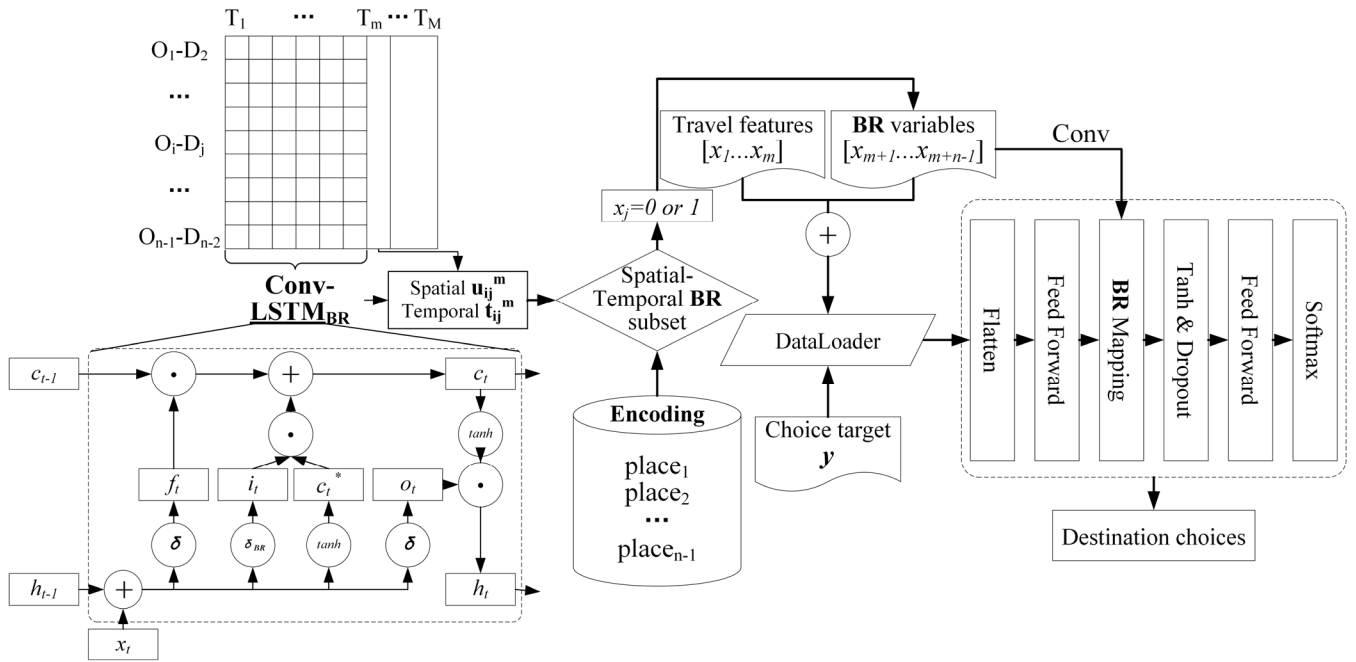 T₁ ... Tₘ ... T_M
O₁-D₂
...
Oᵢ-Dⱼ
...
Oₙ₋₁-Dₙ₋₂
Conv-
LSTM_BR
Spatial uᵢⱼᵐ
Temporal tᵢⱼᵐ
Spatial-
Temporal BR
subset
xⱼ=0 or 1
Travel features
[x₁...xₘ]
BR variables
[xₘ₊₁...xₘ₊ₙ₋₁]
Conv
+
DataLoader
Choice target
y
Encoding
place₁
place₂
...
placeₙ₋₁
Flatten
Feed Forward
BR Mapping
Tanh & Dropout
Feed Forward
Softmax
Destination choices
cₜ₋₁
·
+
cₜ
·
tanh
fₜ
iₜ
cₜ*
oₜ
·
δ
δ_BR
tanh
δ
hₜ₋₁
+
hₜ
xₜ